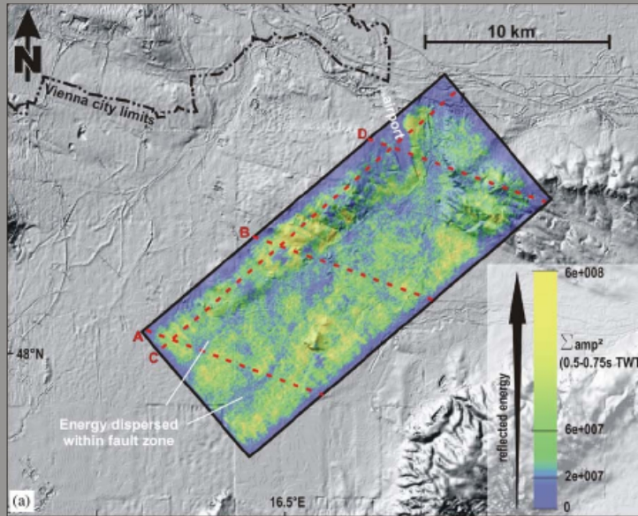 (a)
N
10 km
Vienna city limits
airport
D
B
A
C
48°N
Energy dispersed
within fault zone
16.5°E
reflected energy
6e+008
∑amp²
(0.5-0.75s TWT
6e+007
2e+007
0
(a)